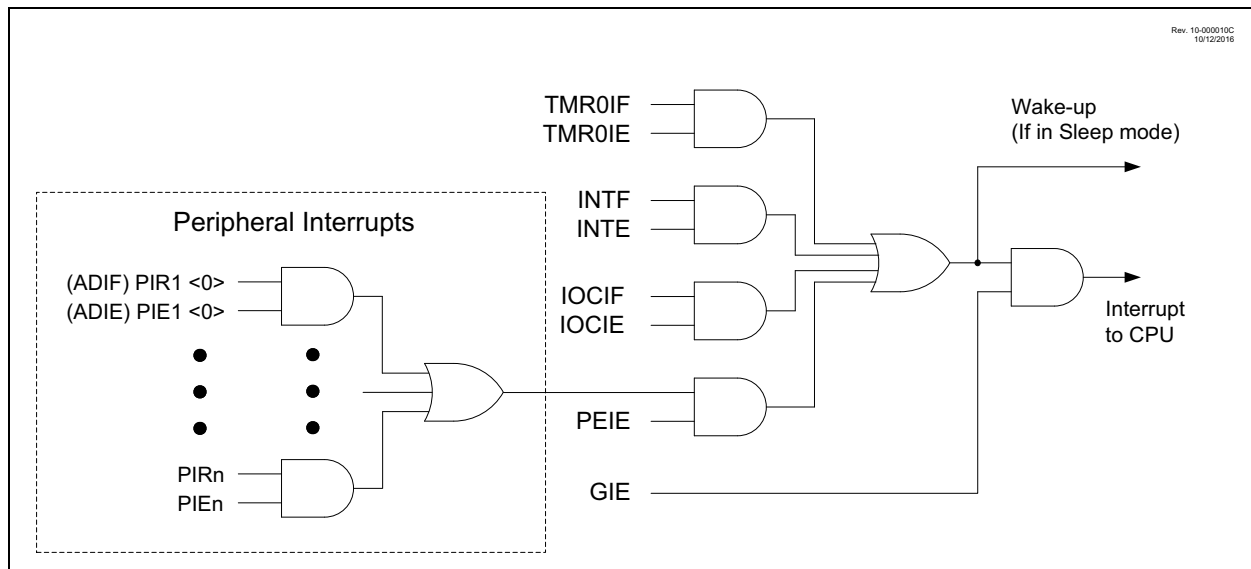 Rev. 10-000010C
10/12/2016
TMR0IF
TMR0IE
Wake-up
(If in Sleep mode)
INTF
INTE
Peripheral Interrupts
(ADIF) PIR1 <0>
(ADIE) PIE1 <0>
IOCIF
IOCIE
Interrupt
to CPU
PEIE
PIRn
PIEn
GIE